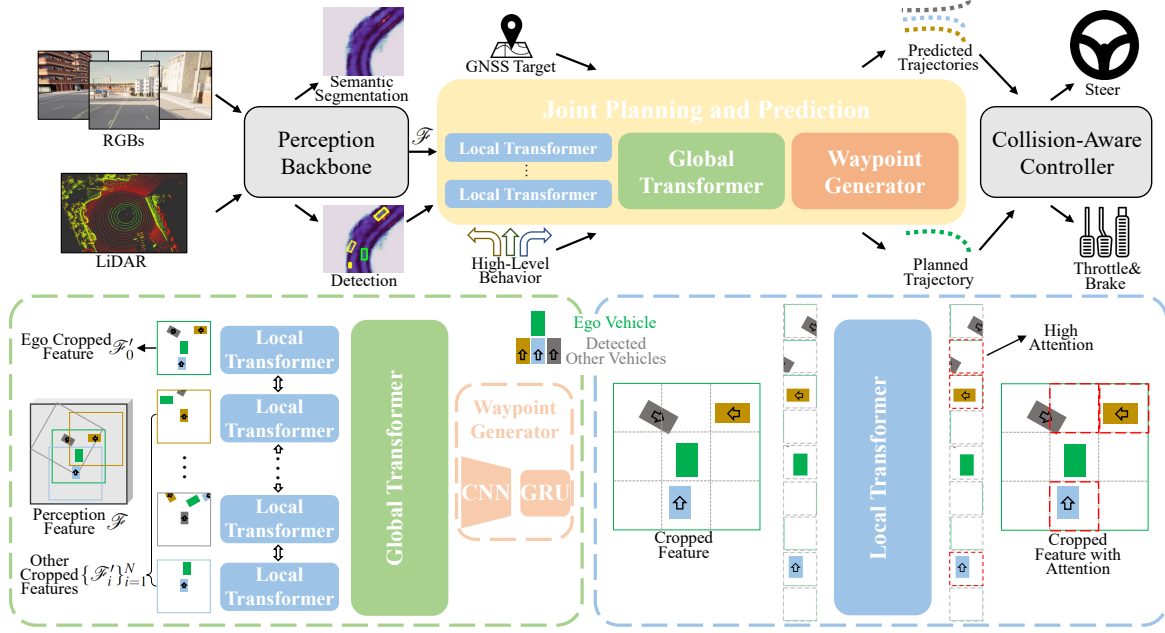 RGBs
LiDAR
Perception
Backbone
Semantic
Segmentation
Detection
ℱ
GNSS Target
Joint Planning and Prediction
Local Transformer
⋮
Local Transformer
Global
Transformer
Waypoint
Generator
High-Level
Behavior
Predicted
Trajectories
Planned
Trajectory
Collision-Aware
Controller
Steer
Throttle&
Brake
Ego Cropped
Feature ℱ′₀
Perception
Feature ℱ
Other
Cropped
Features
{ℱ′ᵢ}ᴺᵢ₌₁
Local
Transformer
Local
Transformer
Local
Transformer
Local
Transformer
Global Transformer
Waypoint
Generator
CNN
GRU
Ego Vehicle
Detected
Other Vehicles
Cropped
Feature
Local Transformer
High
Attention
Cropped
Feature with
Attention